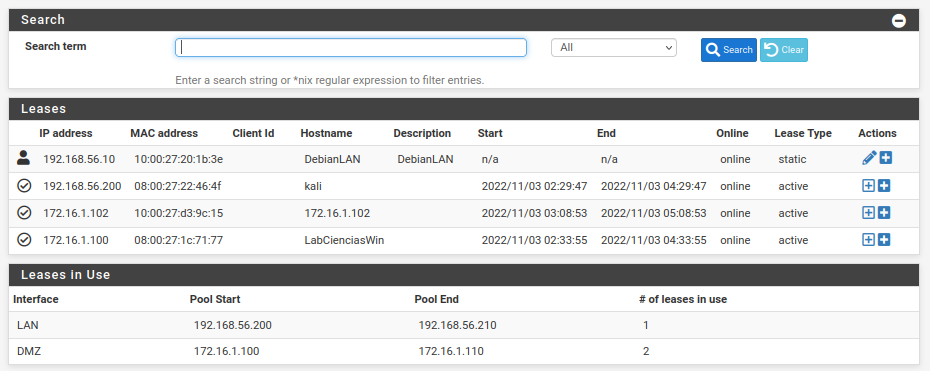 Search
Search term All Search Clear
Enter a search string or *nix regular expression to filter entries.
Leases
IP address MAC address Client Id Hostname Description Start End Online Lease Type Actions
192.168.56.10 10:00:27:20:1b:3e DebianLAN DebianLAN n/a n/a online static
192.168.56.200 08:00:27:22:46:4f kali 2022/11/03 02:29:47 2022/11/03 04:29:47 online active
172.16.1.102 10:00:27:d3:9c:15 172.16.1.102 2022/11/03 03:08:53 2022/11/03 05:08:53 online active
172.16.1.100 08:00:27:1c:71:77 LabCienciasWin 2022/11/03 02:33:55 2022/11/03 04:33:55 online active
Leases in Use
Interface Pool Start Pool End # of leases in use
LAN 192.168.56.200 192.168.56.210 1
DMZ 172.16.1.100 172.16.1.110 2